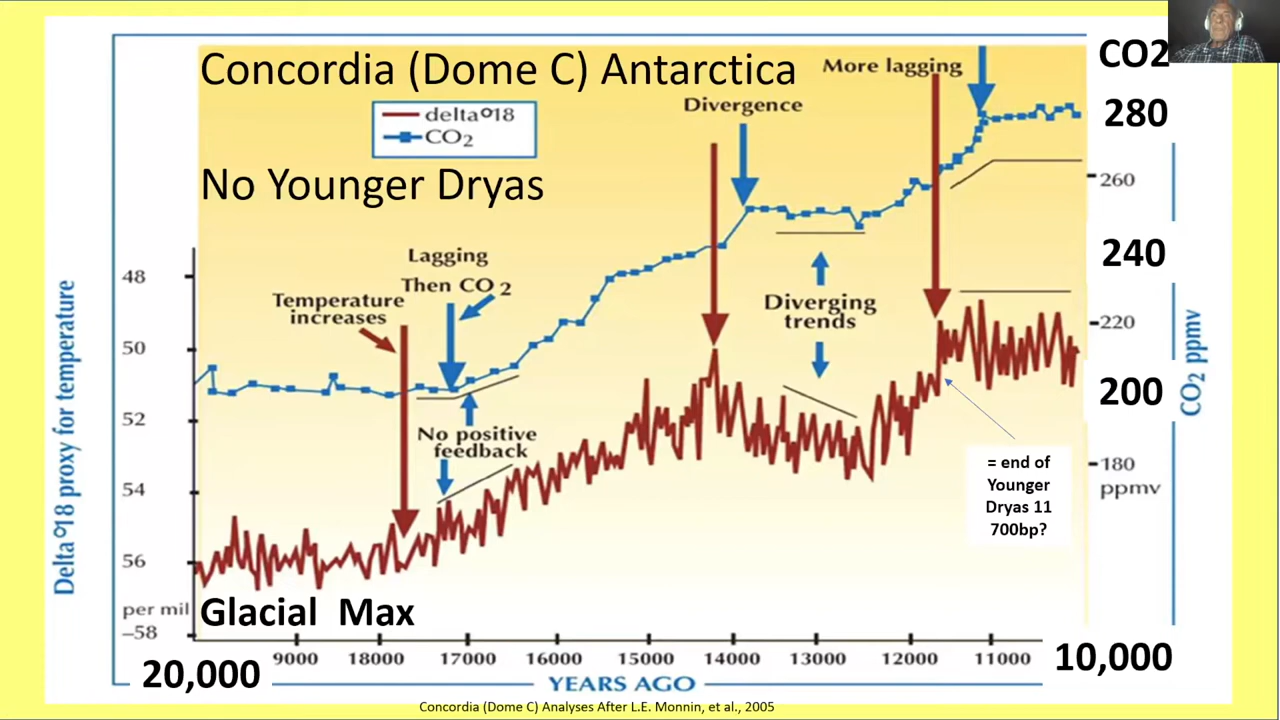 Concordia (Dome C) Antarctica
More lagging
CO2
Divergence
280
delta º18
CO₂
No Younger Dryas
260
Lagging
Then CO 2
240
48
Temperature
increases
Diverging
trends
220
50
200
52
No positive
feedback
180
ppmv
= end of
Younger
Dryas 11
700bp?
54
56
per mil
–58
Glacial Max
Delta º18 proxy for temperature
CO₂ ppmv
20,000
9000
18000
17000
16000
15000
14000
13000
12000
11000
10,000
YEARS AGO
Concordia (Dome C) Analyses After L.E. Monnin, et al., 2005